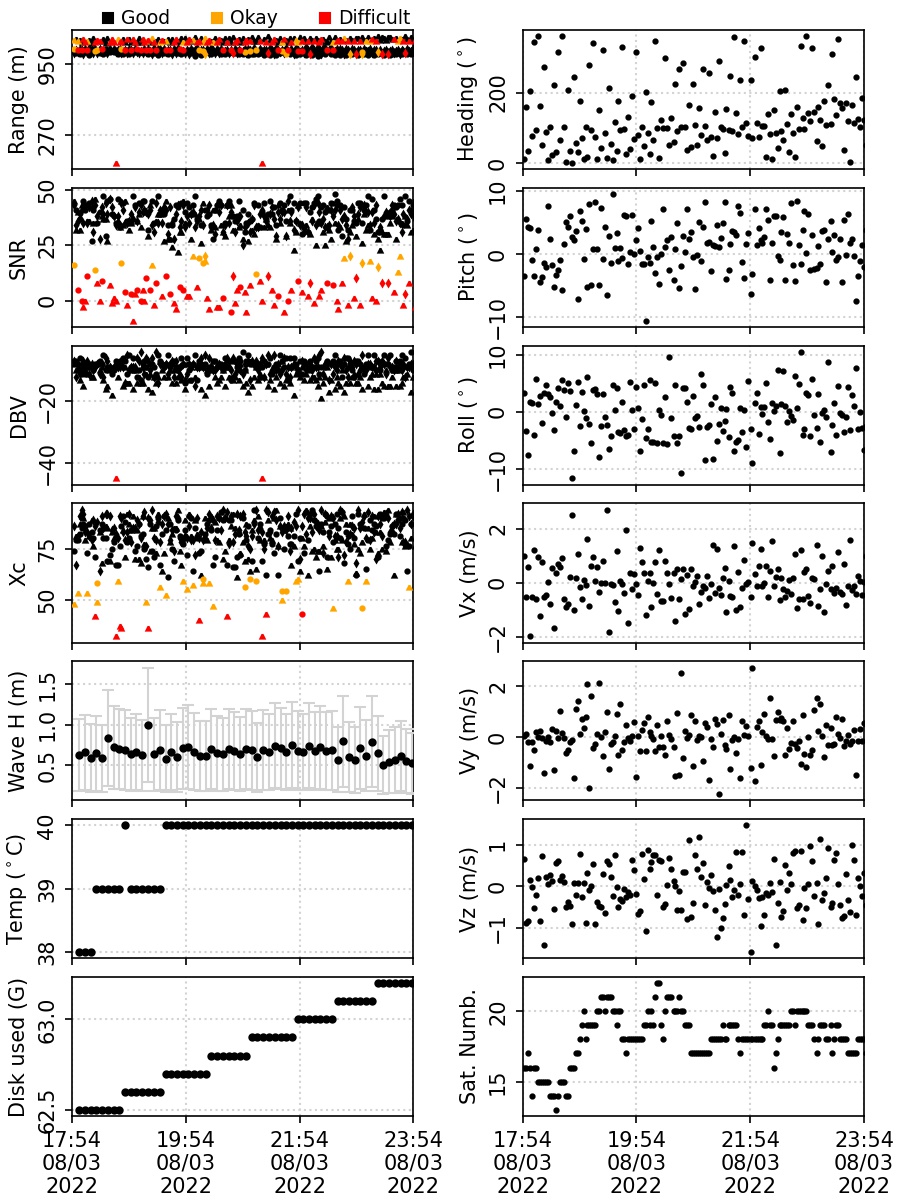 Good Okay Difficult
Range (m)
950
270
Heading (°)
200
0
SNR
50
25
0
Pitch (°)
10
0
−10
DBV
−20
−40
Roll (°)
10
0
−10
Xc
75
50
Vx (m/s)
2
0
−2
Wave H (m)
1.5
1.0
0.5
Vy (m/s)
2
0
−2
Temp (°C)
40
39
38
Vz (m/s)
1
0
−1
Disk used (G)
63.0
62.5
Sat. Numb.
20
15
17:54 19:54 21:54 23:54 17:54 19:54 21:54 23:54
08/03 08/03 08/03 08/03 08/03 08/03 08/03 08/03
2022 2022 2022 2022 2022 2022 2022 2022